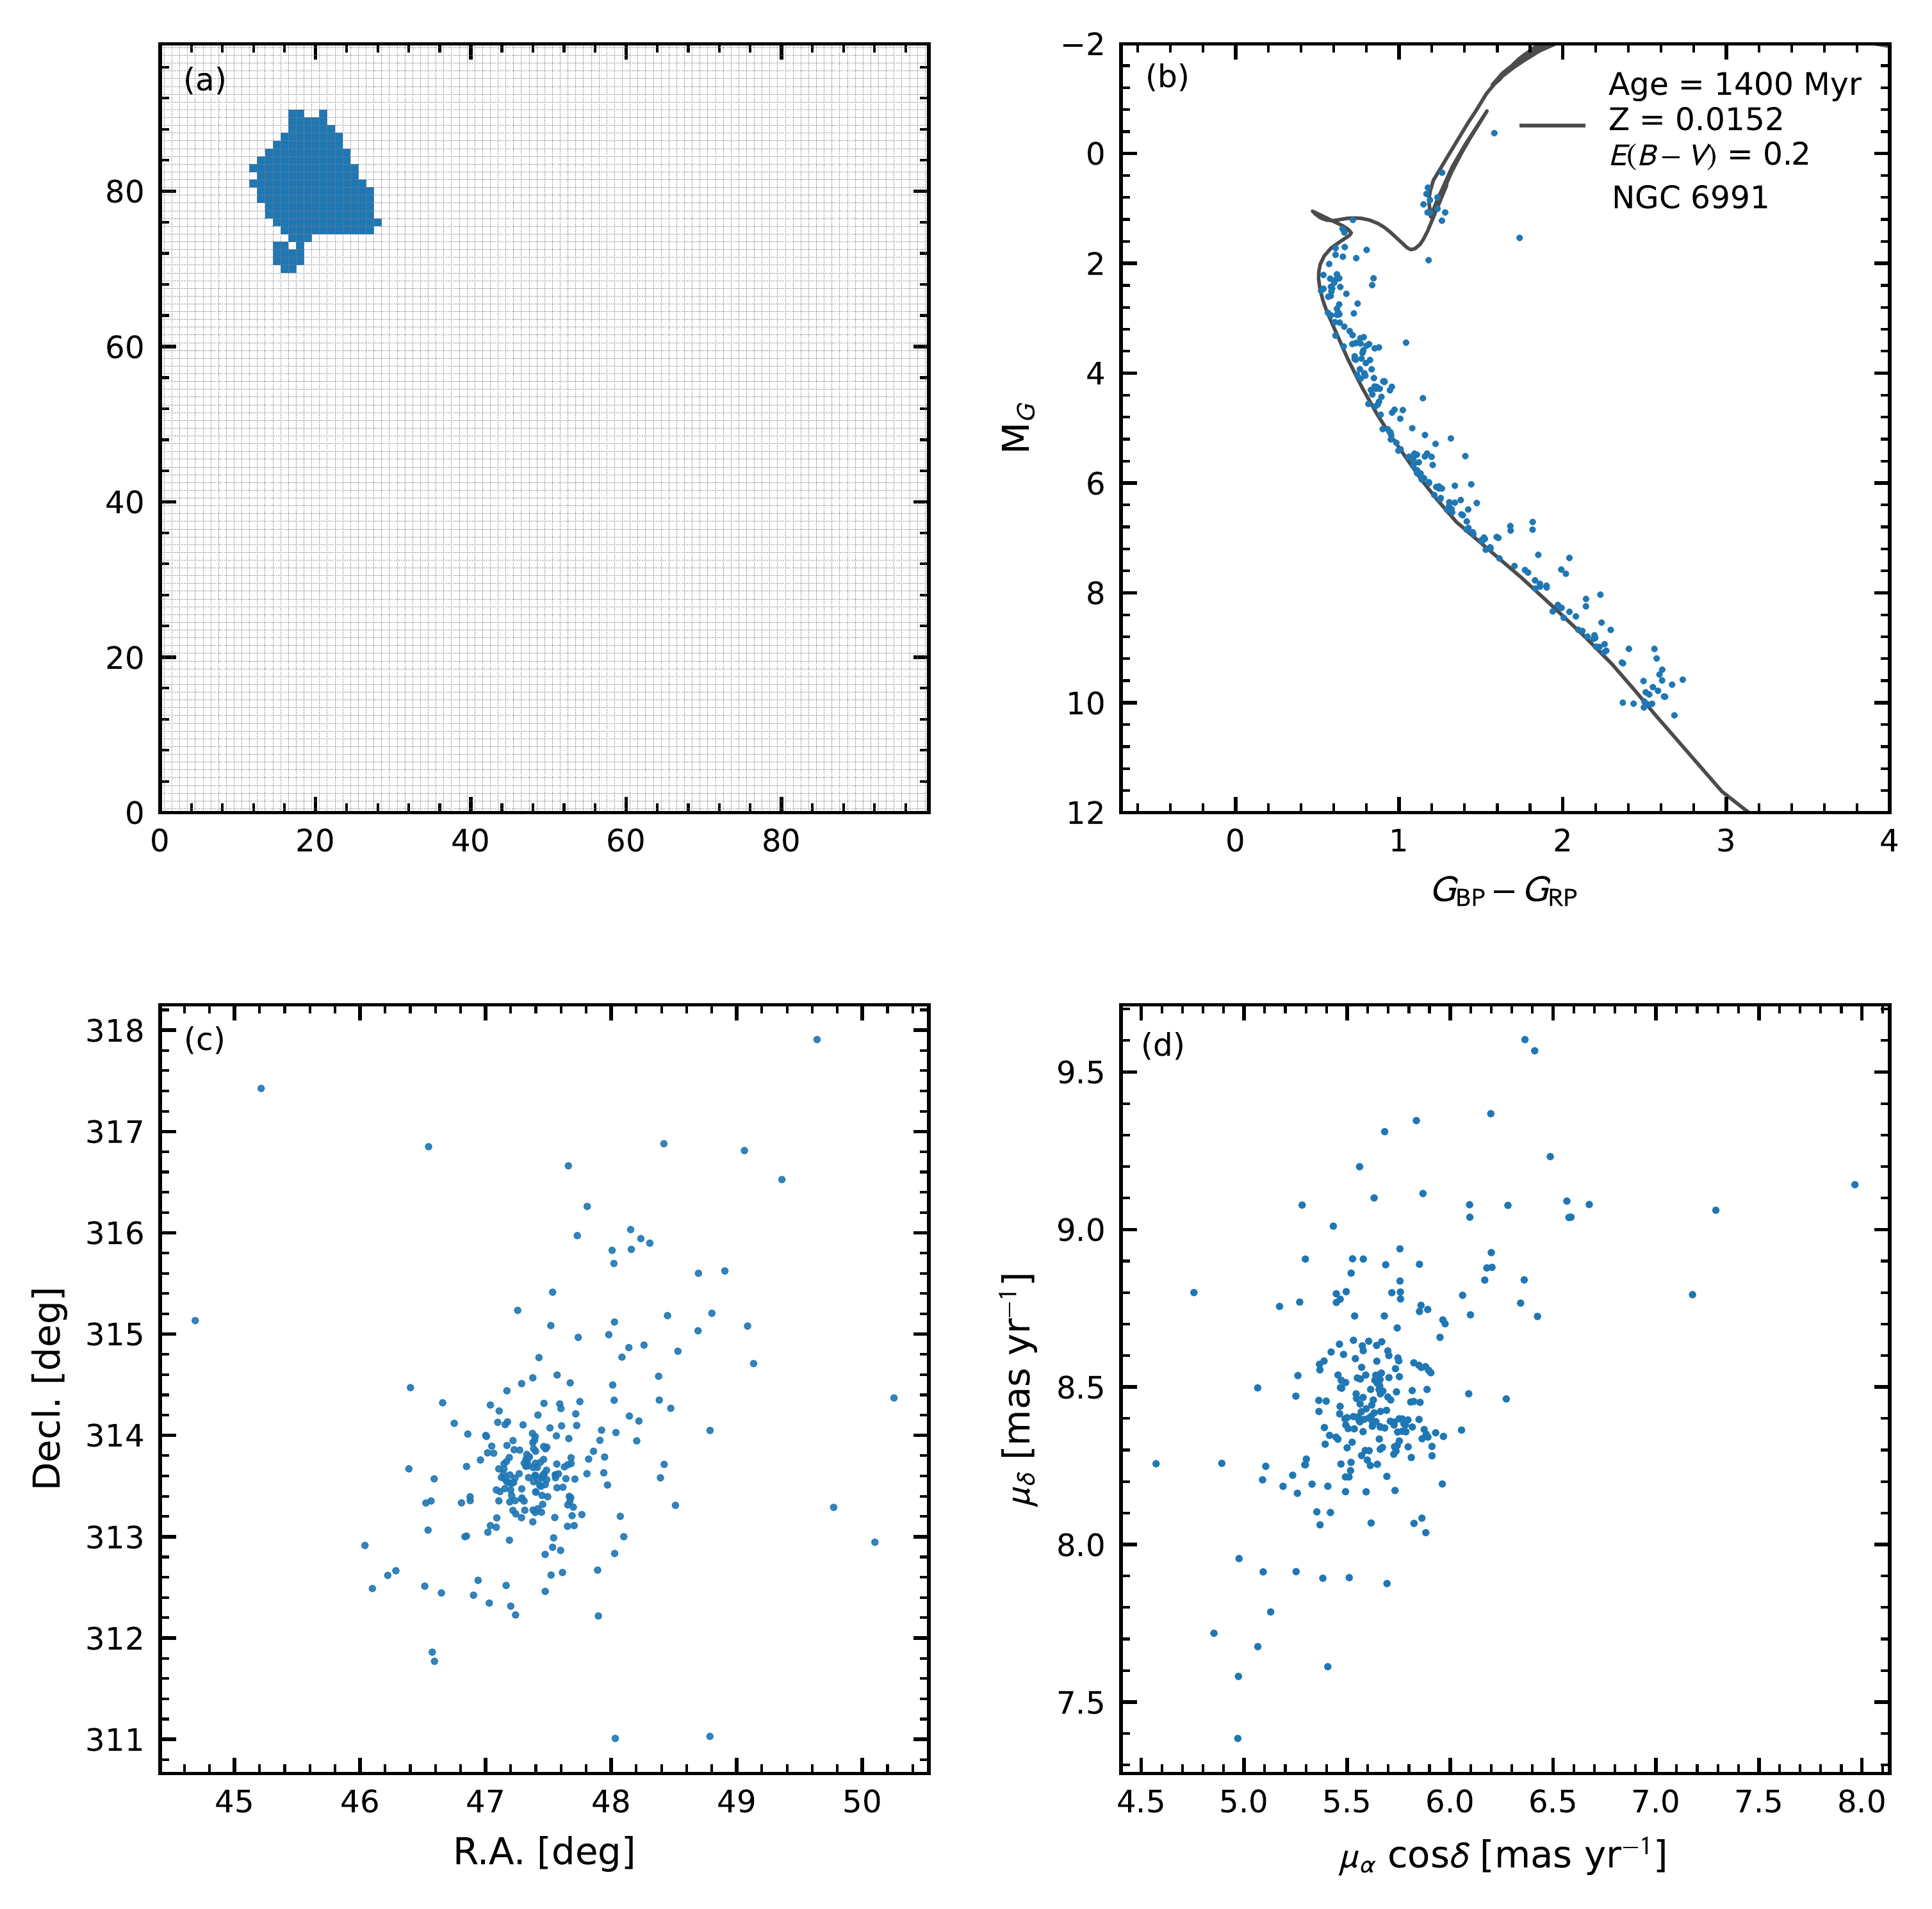 (a)
80
60
40
20
0
0 20 40 60 80
(b)
Age = 1400 Myr
Z = 0.0152
E(B − V) = 0.2
NGC 6991
−2
0
2
4
6
8
10
12
M_G
0 1 2 3 4
G_BP − G_RP
(c)
318
317
316
315
314
313
312
311
Decl. [deg]
45 46 47 48 49 50
R.A. [deg]
(d)
9.5
9.0
8.5
8.0
7.5
μ_δ [mas yr⁻¹]
4.5 5.0 5.5 6.0 6.5 7.0 7.5 8.0
μ_α cosδ [mas yr⁻¹]